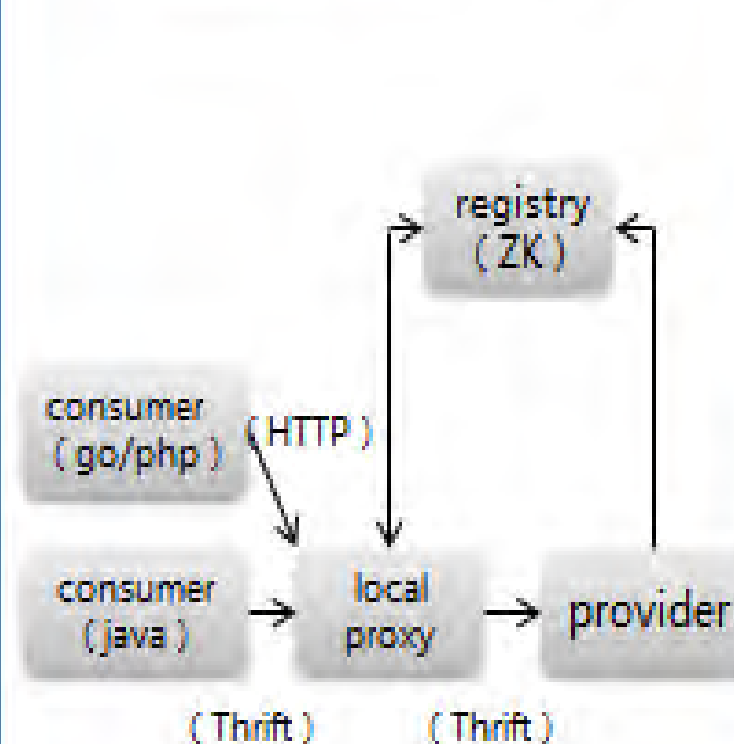 registry
( ZK )
consumer
( go/php )
( HTTP )
consumer
( java )
local
proxy
provider
( Thrift )
( Thrift )